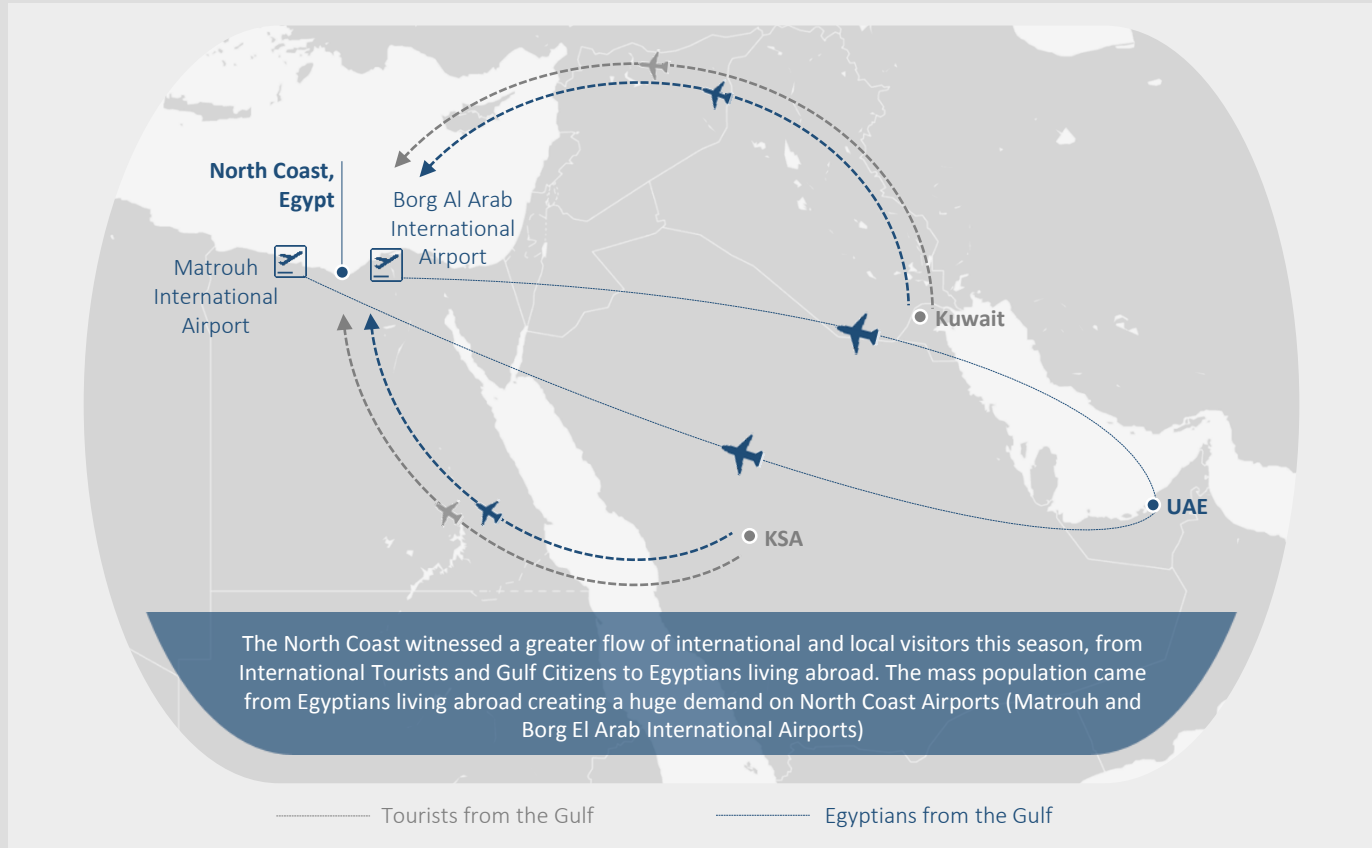 North Coast,
Egypt
Borg Al Arab
International
Airport
Matrouh
International
Airport
Kuwait
UAE
KSA
The North Coast witnessed a greater flow of international and local visitors this season, from
International Tourists and Gulf Citizens to Egyptians living abroad. The mass population came
from Egyptians living abroad creating a huge demand on North Coast Airports (Matrouh and
Borg El Arab International Airports)
Tourists from the Gulf
Egyptians from the Gulf